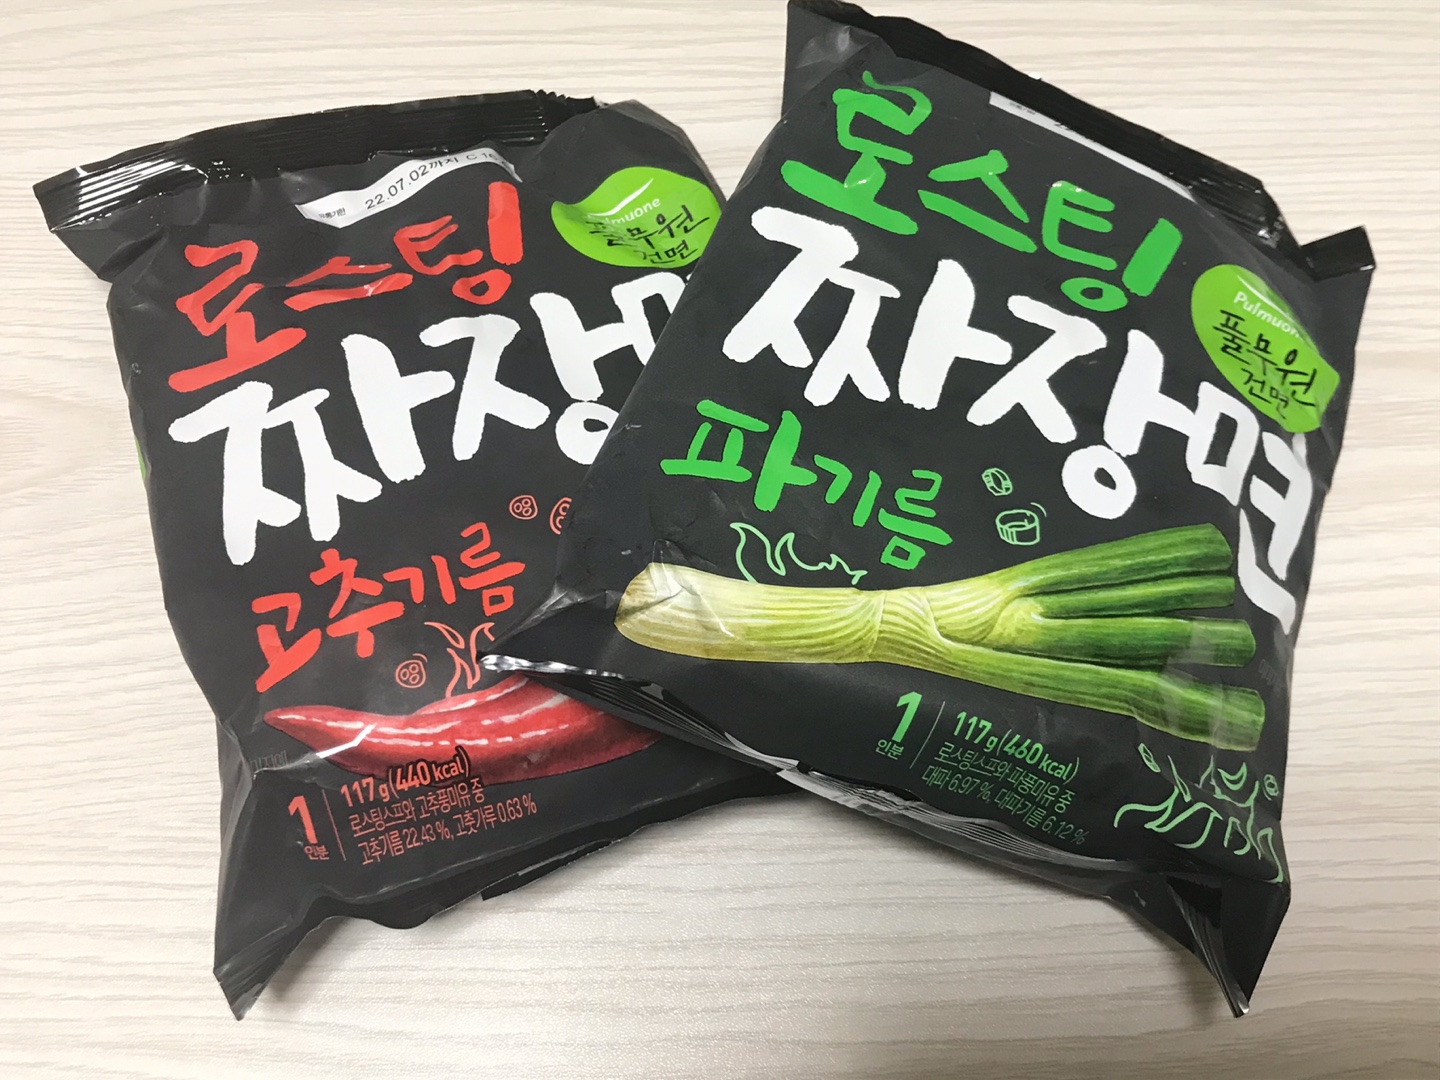 유통기한 22.07.02까지 C
로스팅
짜장
고추기름
Pulmuone
풀무원
건면
1
인분
117g (440 kcal)
로스팅스프와 고추풍미유 중
고추기름 22.43 %, 고춧가루 0.63 %
로스팅
짜장면
파기름
Pulmuone
풀무원
건면
1
인분
117g (460 kcal)
로스팅스프와 파풍미유 중
대파 6.97 %, 대파기름 6.12 %